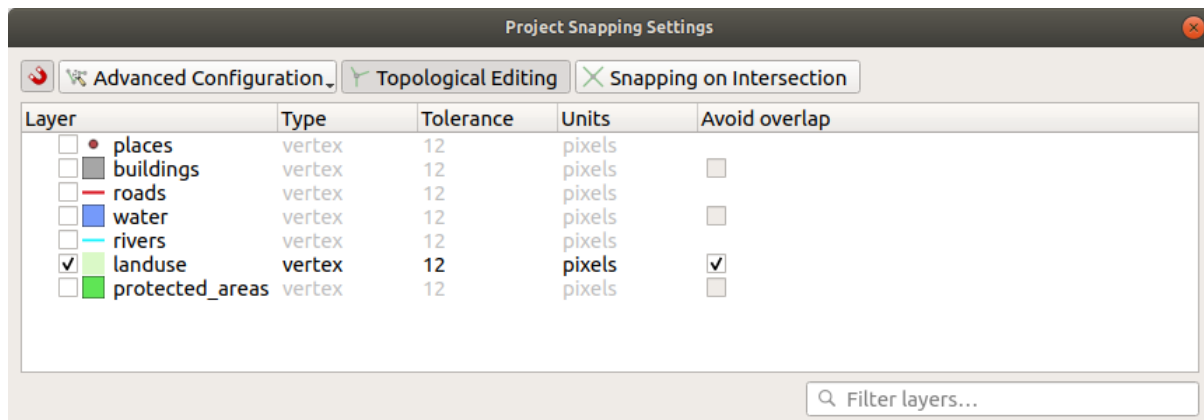 Project Snapping Settings
Advanced Configuration Topological Editing Snapping on Intersection
Layer Type Tolerance Units Avoid overlap
places vertex 12 pixels
buildings vertex 12 pixels
roads vertex 12 pixels
water vertex 12 pixels
rivers vertex 12 pixels
landuse vertex 12 pixels
protected_areas vertex 12 pixels
Filter layers...